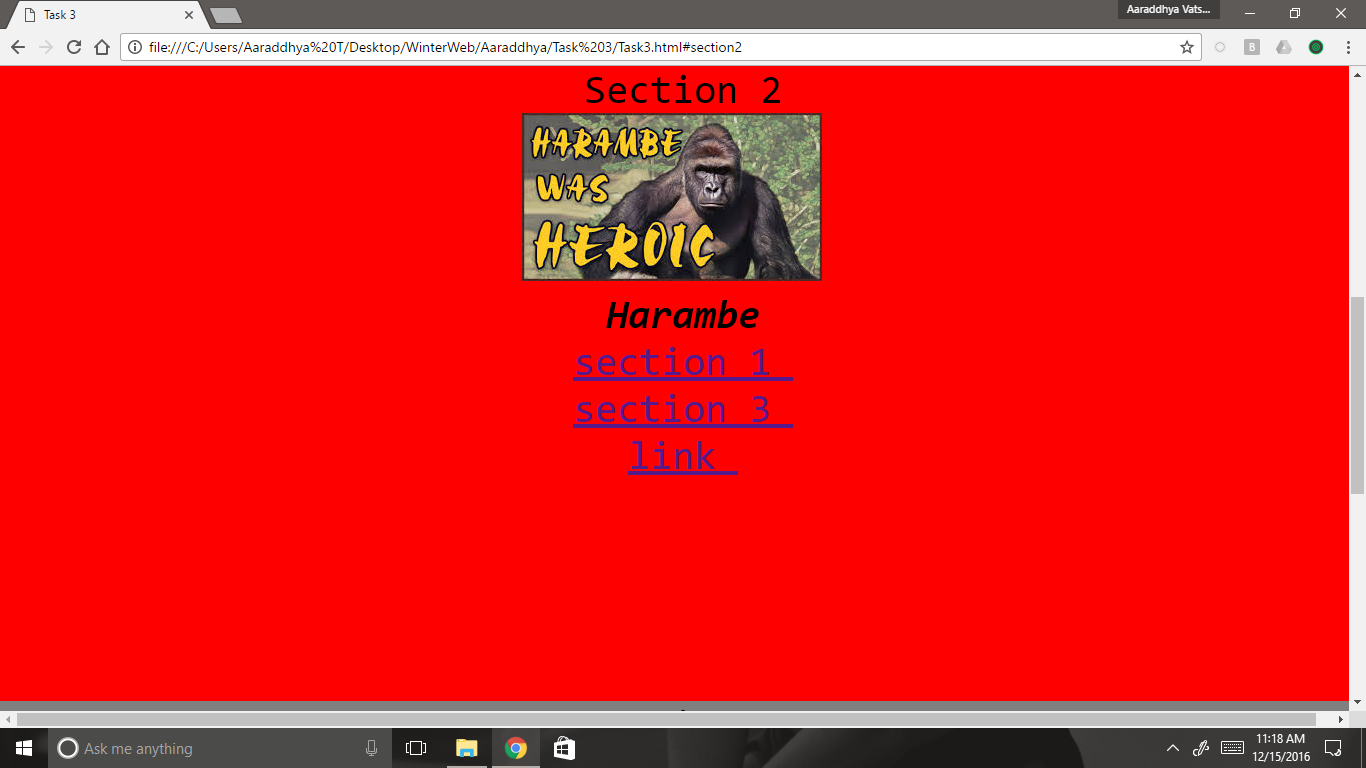 Task 3
Aaraddhya Vats...
file:///C:/Users/Aaraddhya%20T/Desktop/WinterWeb/Aaraddhya/Task%203/Task3.html#section2
B
Section 2
HARAMBE
WAS
HEROIC
Harambe
section 1
section 3
link
Ask me anything
11:18 AM
12/15/2016